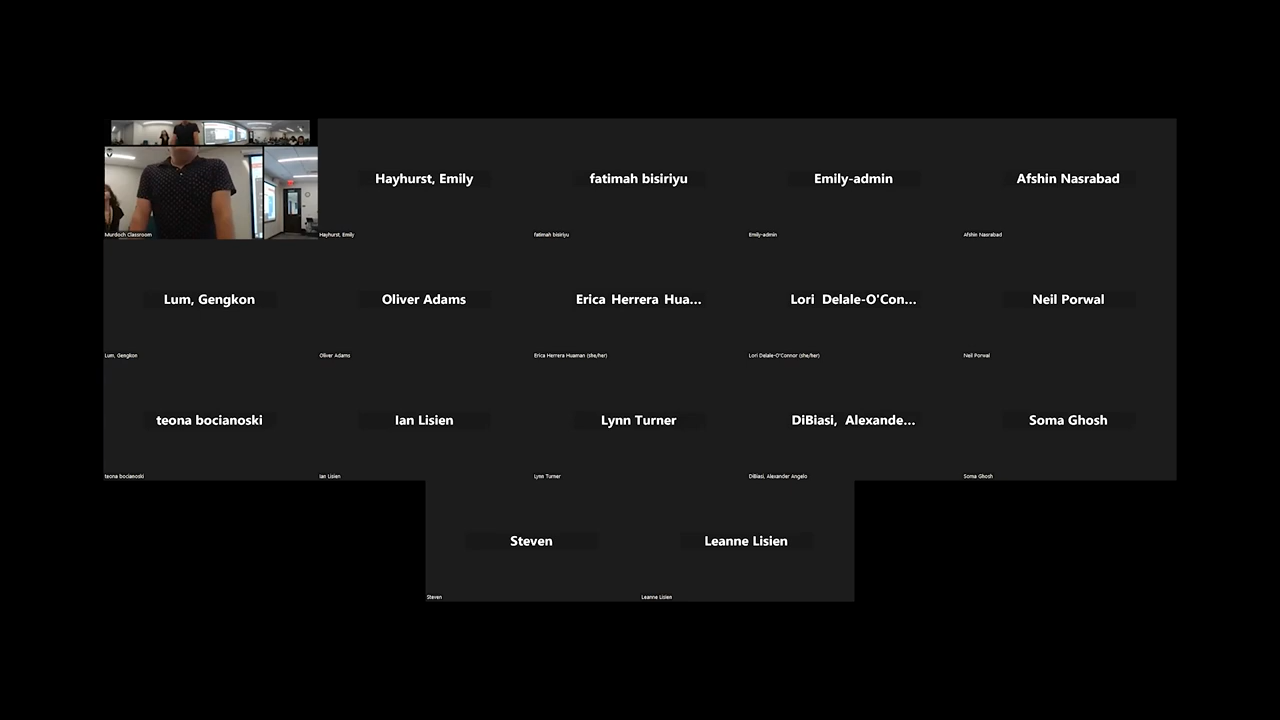 Murdoch Classroom
Hayhurst, Emily
Hayhurst, Emily
fatimah bisiriyu
fatimah bisiriyu
Emily-admin
Emily-admin
Afshin Nasrabad
Afshin Nasrabad
Lum, Gengkon
Lum, Gengkon
Oliver Adams
Oliver Adams
Erica Herrera Hua...
Erica Herrera Huaman (she/her)
Lori Delale-O'Con...
Lori Delale-O'Connor (she/her)
Neil Porwal
Neil Porwal
teona bocianoski
teona bocianoski
Ian Lisien
Ian Lisien
Lynn Turner
Lynn Turner
DiBiasi, Alexande...
DiBiasi, Alexander Angelo
Soma Ghosh
Soma Ghosh
Steven
Steven
Leanne Lisien
Leanne Lisien